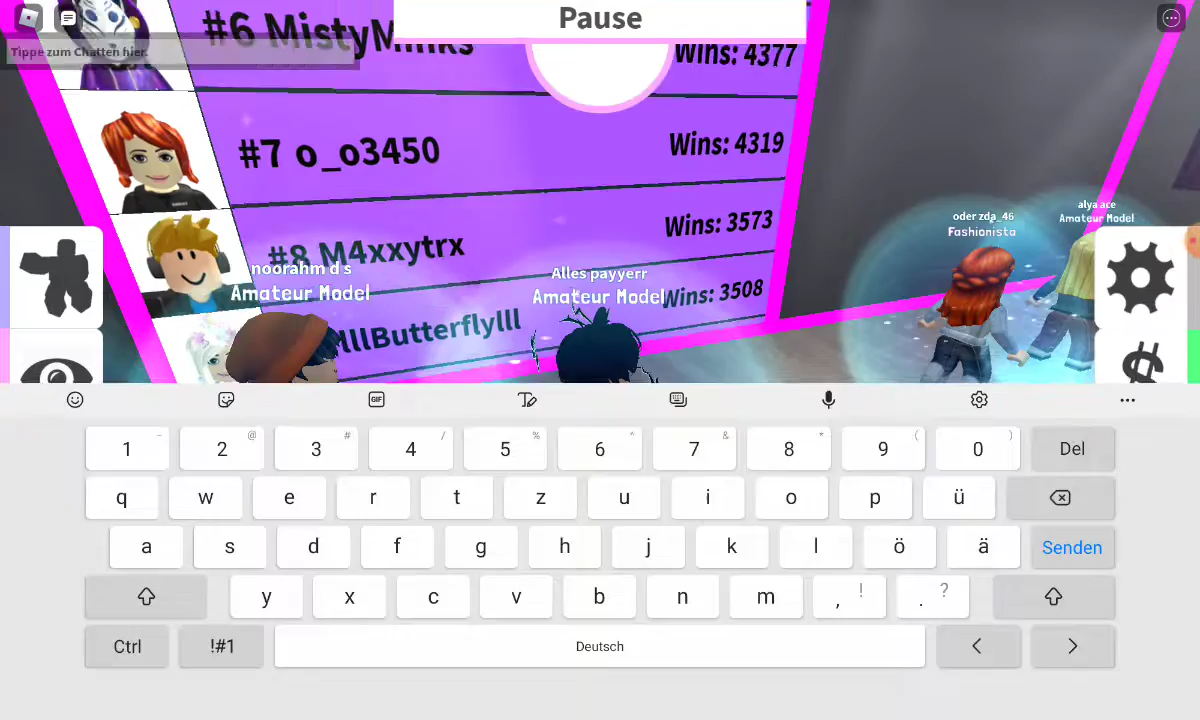 Pause
Tippe zum Chatten hier.
#6 MistyM
Wins: 4377
#7 o_o3450
Wins: 4319
#8 M4xxytrx
Wins: 3573
lllButterflylll
Wins: 3508
noorahm d s
Amateur Model
Alles payyerr
Amateur Model
oder zda_46
Fashionista
alya ace
Amateur Model
$
GIF
1 - 2 @ 3 # 4 / 5 % 6 ^ 7 & 8 * 9 ( 0 ) Del
q w e r t z u i o p ü
a s d f g h j k l ö ä Senden
y x c v b n m , ! . ?
Ctrl !#1 Deutsch < >